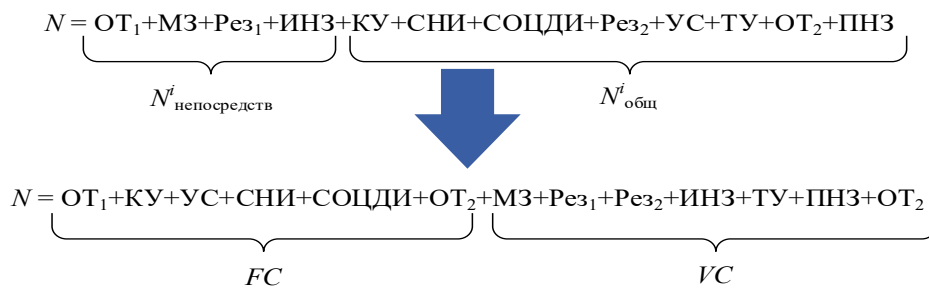 N = ОТ₁+МЗ+Рез₁+ИНЗ+КУ+СНИ+СОЦДИ+Рез₂+УС+ТУ+ОТ₂+ПНЗ
Nⁱнепосредств Nⁱобщ
N = ОТ₁+КУ+УС+СНИ+СОЦДИ+ОТ₂+МЗ+Рез₁+Рез₂+ИНЗ+ТУ+ПНЗ+ОТ₂
FC VC